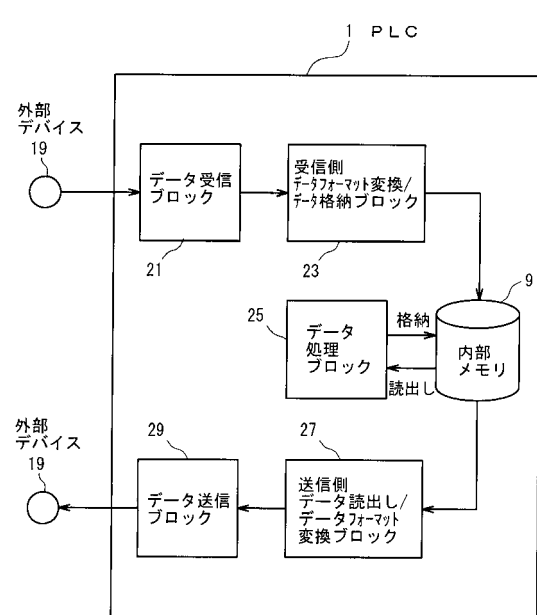 1 PLC
外部
デバイス
19
データ受信
ブロック
21
受信側
データフォーマット変換/
データ格納ブロック
23
9
内部
メモリ
25
データ
処理
ブロック
格納
読出し
外部
デバイス
19
29
データ送信
ブロック
27
送信側
データ読出し/
データフォーマット
変換ブロック